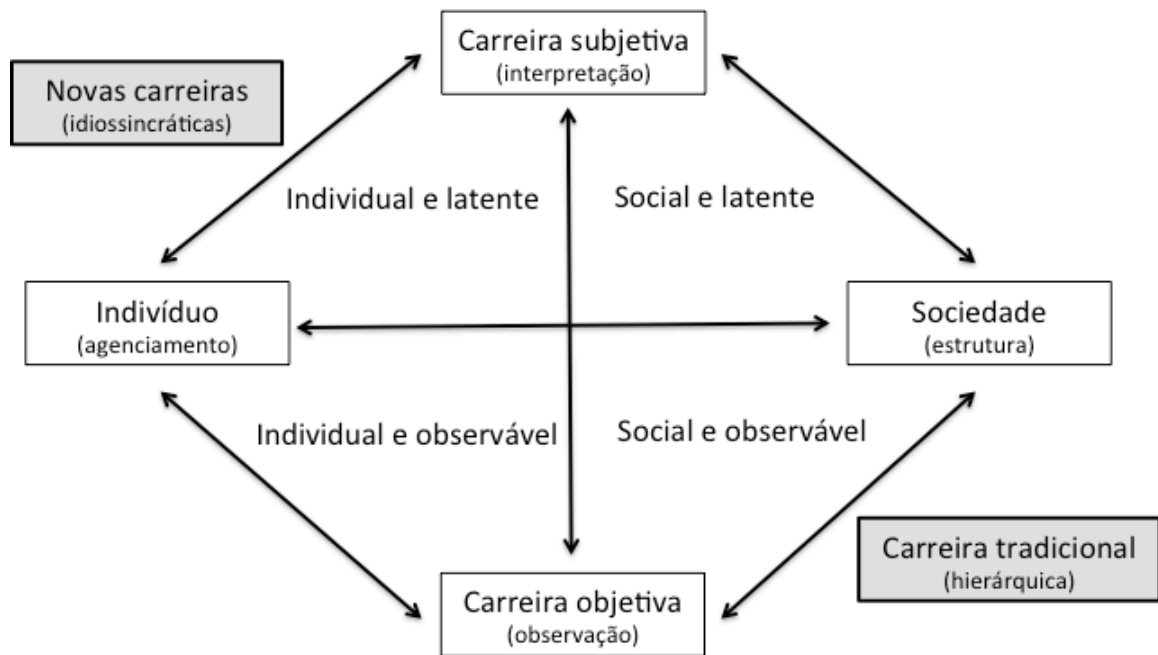 Carreira subjetiva
(interpretação)
Novas carreiras
(idiossincráticas)
Individual e latente
Social e latente
Indivíduo
(agenciamento)
Sociedade
(estrutura)
Individual e observável
Social e observável
Carreira tradicional
(hierárquica)
Carreira objetiva
(observação)